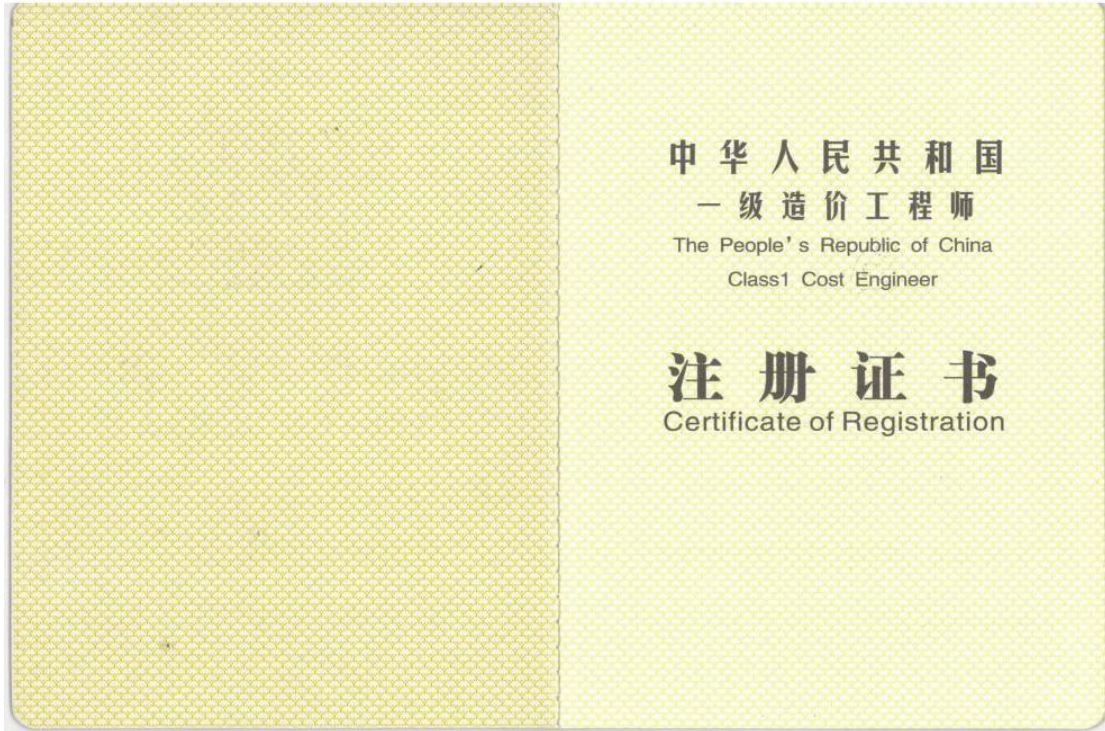 中华人民共和国
一级造价工程师
The People's Republic of China
Class1 Cost Engineer
注册证书
Certificate of Registration